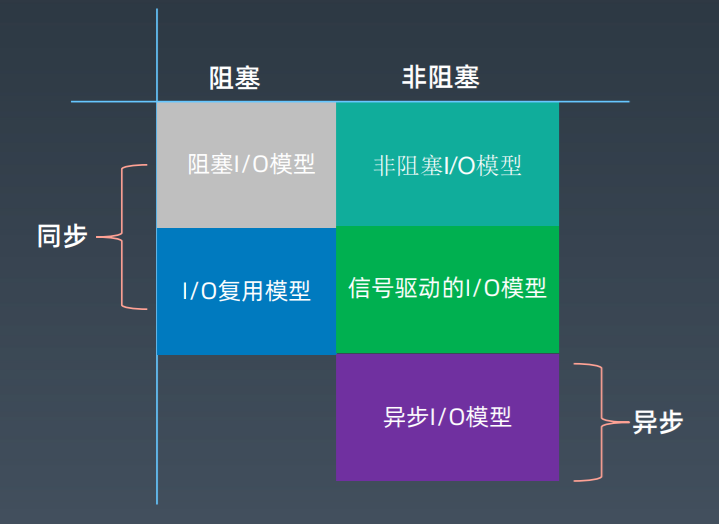 阻塞
非阻塞
阻塞I/O模型
非阻塞I/O模型
同步
I/O复用模型
信号驱动的I/O模型
异步I/O模型
异步